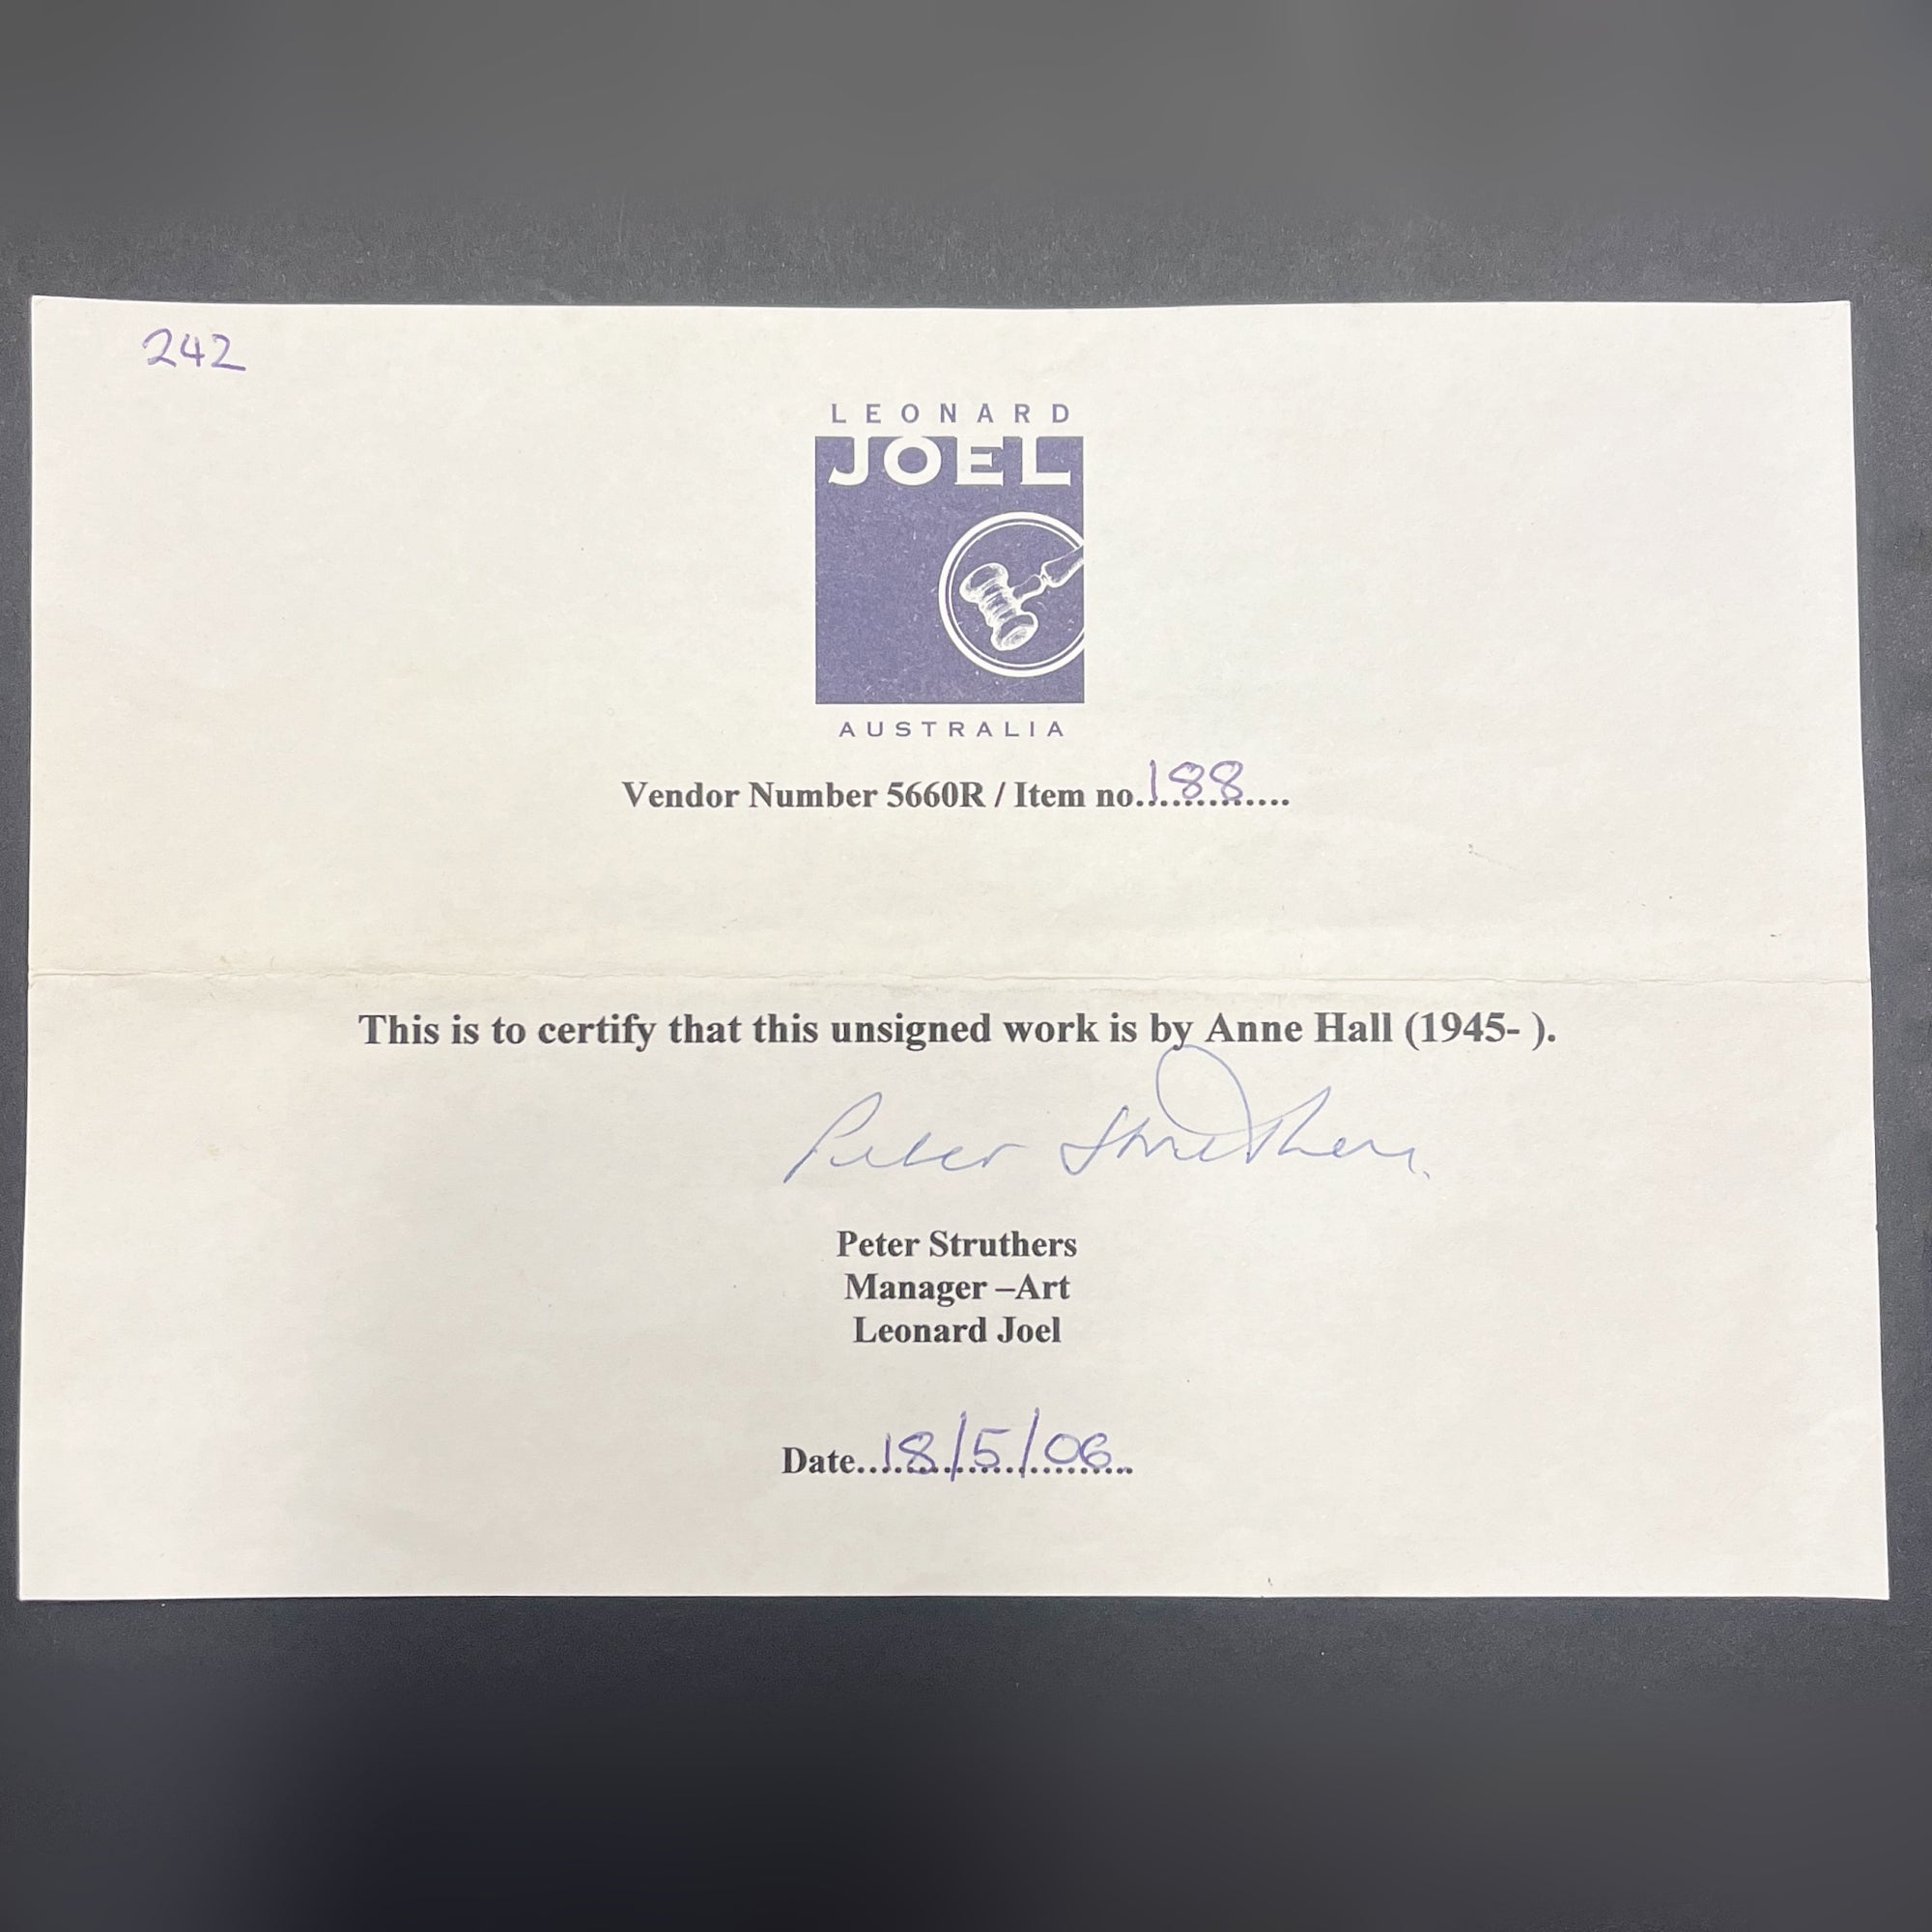 242
LEONARD
JOEL
AUSTRALIA
Vendor Number 5660R / Item no.188.............
This is to certify that this unsigned work is by Anne Hall (1945- ).
Peter Struthers
Peter Struthers
Manager –Art
Leonard Joel
Date...18/5/06...